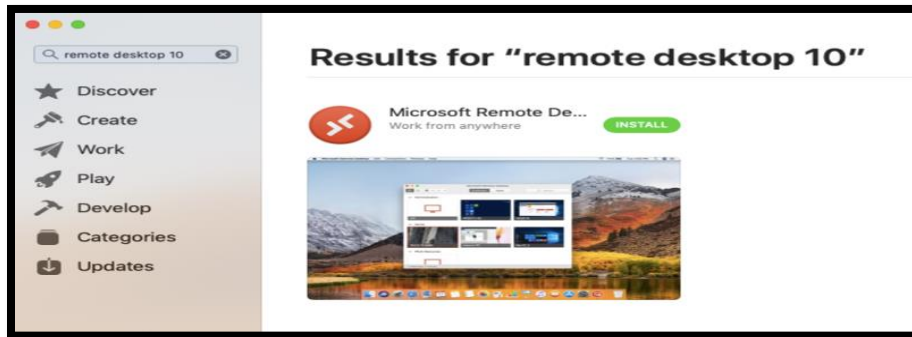 remote desktop 10
Discover
Create
Work
Play
Develop
Categories
Updates
Results for “remote desktop 10”
Microsoft Remote De...
Work from anywhere
INSTALL